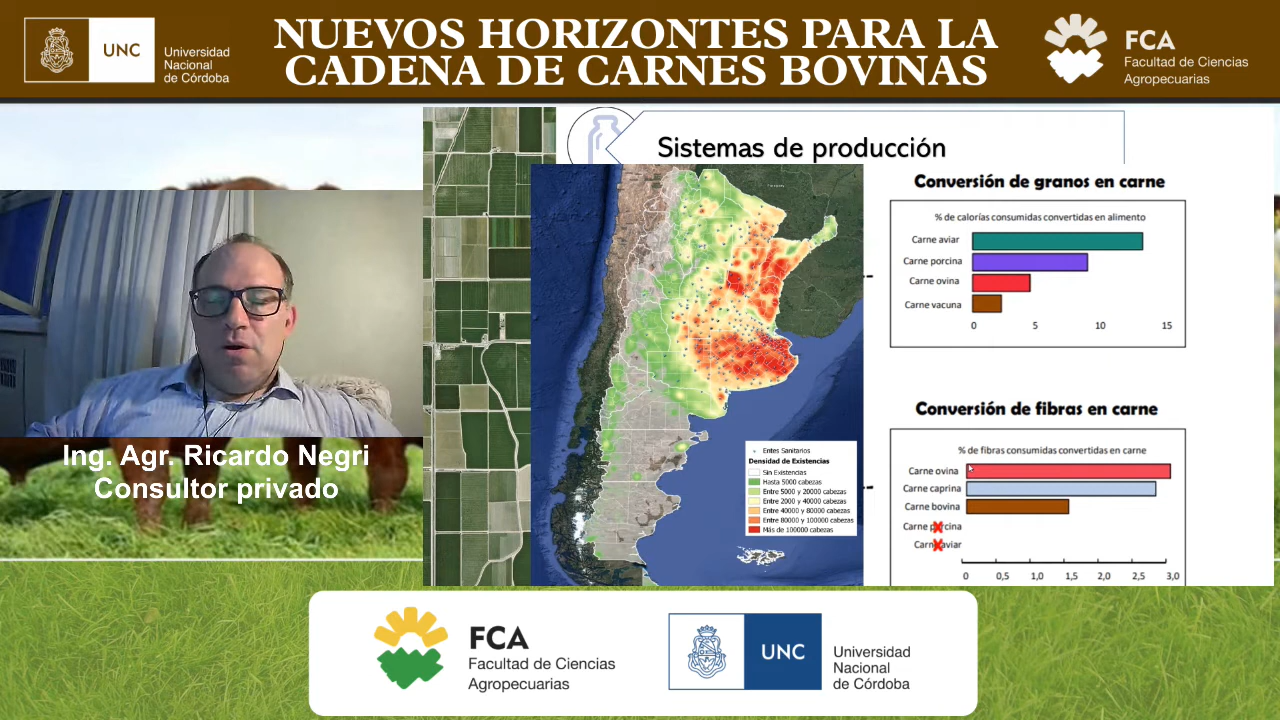 UNC
Universidad
Nacional
de Córdoba
NUEVOS HORIZONTES PARA LA
CADENA DE CARNES BOVINAS
FCA
Facultad de Ciencias
Agropecuarias
Sistemas de producción
Conversión de granos en carne
% de calorías consumidas convertidas en alimento
Carne aviar
Carne porcina
Carne ovina
Carne vacuna
0 5 10 15
Conversión de fibras en carne
% de fibras consumidas convertidas en carne
Carne ovina
Carne caprina
Carne bovina
Carne porcina
Carne aviar
0 0,5 1,0 1,5 2,0 2,5 3,0
Entes Sanitarios
Densidad de Existencias
Sin Existencias
Hasta 5000 cabezas
Entre 5000 y 20000 cabezas
Entre 2000 y 40000 cabezas
Entre 40000 y 80000 cabezas
Entre 80000 y 100000 cabezas
Más de 100000 cabezas
Ing. Agr. Ricardo Negri
Consultor privado
FCA
Facultad de Ciencias
Agropecuarias
UNC
Universidad
Nacional
de Córdoba